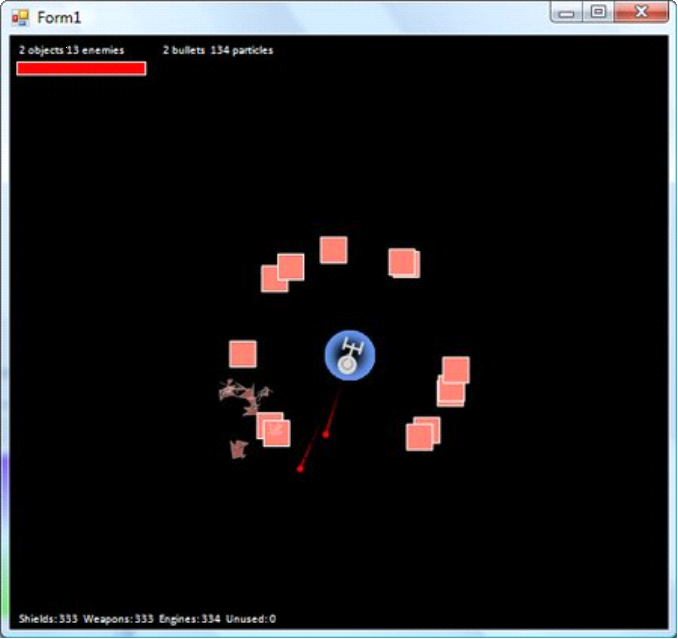 Form1
2 objects 13 enemies 2 bullets 134 particles
Shields: 333 Weapons: 333 Engines: 334 Unused: 0